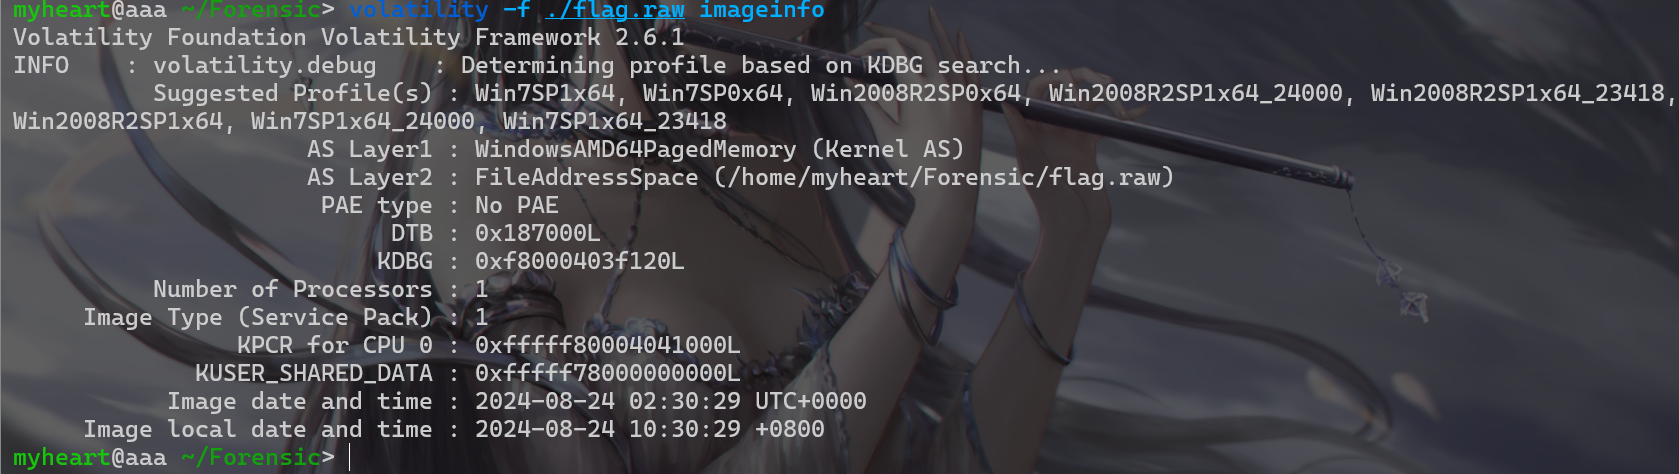 myheart@aaa ~/Forensic> volatility -f ./flag.raw imageinfo
Volatility Foundation Volatility Framework 2.6.1
INFO    : volatility.debug    : Determining profile based on KDBG search...
          Suggested Profile(s) : Win7SP1x64, Win7SP0x64, Win2008R2SP0x64, Win2008R2SP1x64_24000, Win2008R2SP1x64_23418,
Win2008R2SP1x64, Win7SP1x64_24000, Win7SP1x64_23418
                     AS Layer1 : WindowsAMD64PagedMemory (Kernel AS)
                     AS Layer2 : FileAddressSpace (/home/myheart/Forensic/flag.raw)
                      PAE type : No PAE
                           DTB : 0x187000L
                          KDBG : 0xf8000403f120L
          Number of Processors : 1
     Image Type (Service Pack) : 1
                KPCR for CPU 0 : 0xfffff80004041000L
             KUSER_SHARED_DATA : 0xfffff78000000000L
           Image date and time : 2024-08-24 02:30:29 UTC+0000
     Image local date and time : 2024-08-24 10:30:29 +0800
myheart@aaa ~/Forensic>